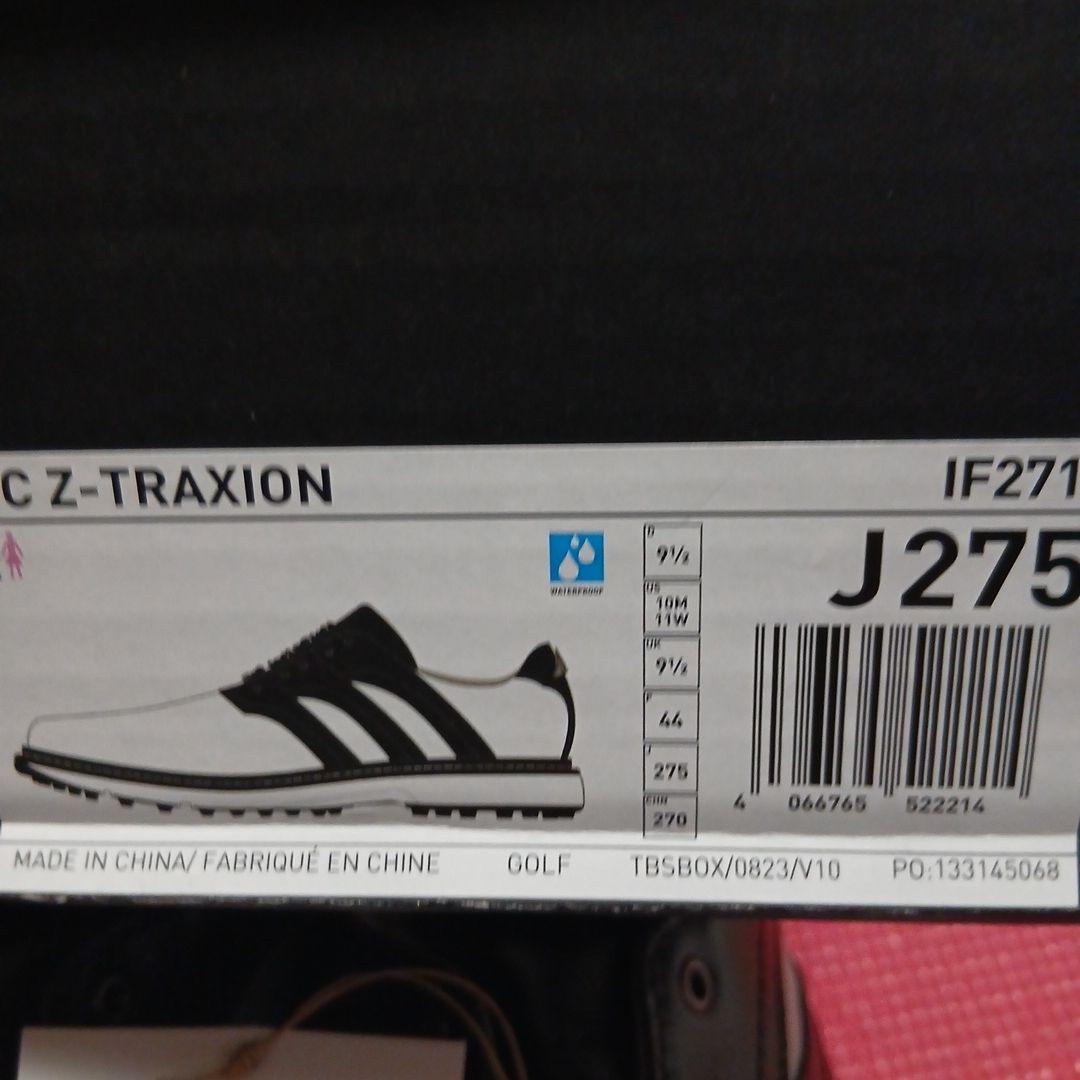 C Z-TRAXION
IF271
J 275
WATERPROOF
D
9½
US
10M
11W
UK
9½
F
44
J
275
CHN
270
4 066765 522214
MADE IN CHINA/ FABRIQUÉ EN CHINE
GOLF
TBSBOX/0823/V10
PO:133145068